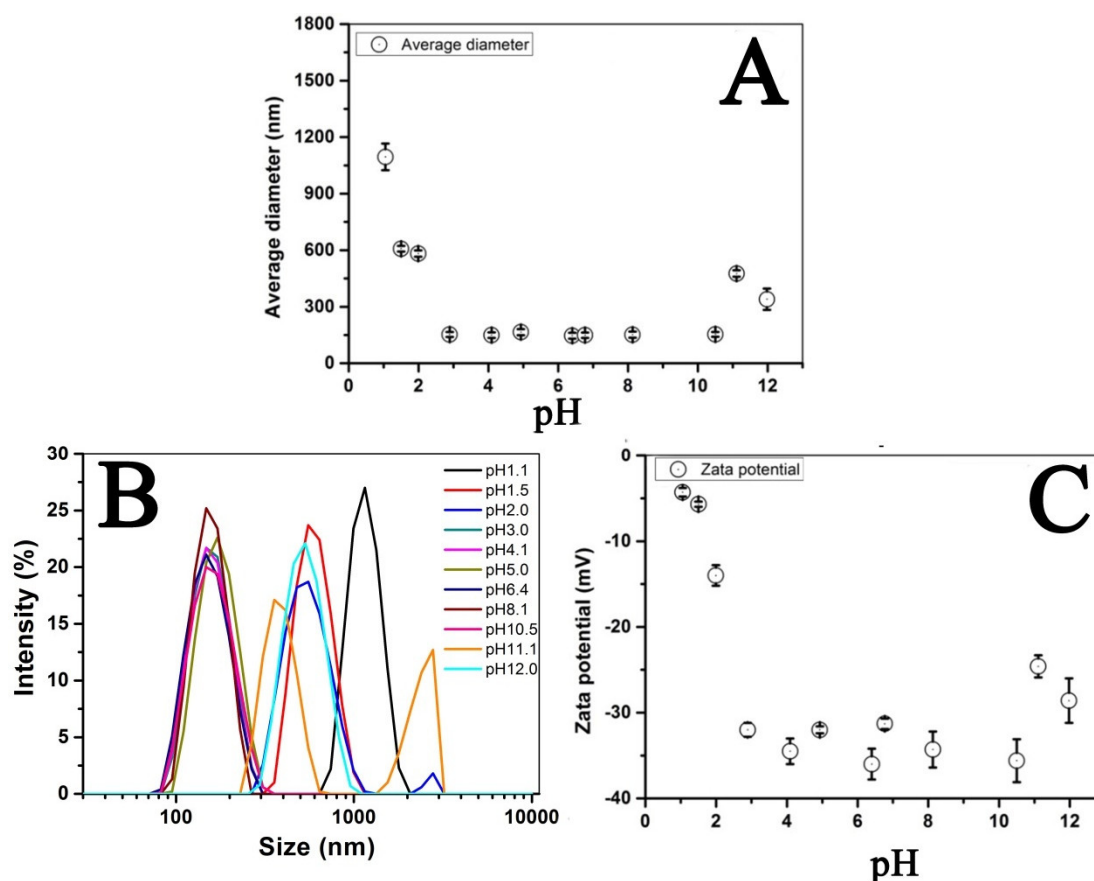 1800
1500
1200
900
600
300
0
Average diameter (nm)
Average diameter
A
0 2 4 6 8 10 12
pH
30
25
20
15
10
5
0
Intensity (%)
B
pH1.1
pH1.5
pH2.0
pH3.0
pH4.1
pH5.0
pH6.4
pH8.1
pH10.5
pH11.1
pH12.0
100 1000 10000
Size (nm)
0
-10
-20
-30
-40
Zata potential (mV)
Zata potential
C
0 2 4 6 8 10 12
pH